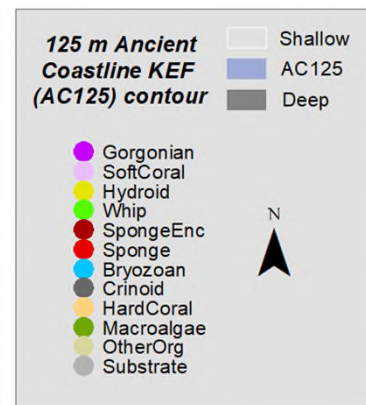 125 m Ancient
Coastline KEF
(AC125) contour
Shallow
AC125
Deep
Gorgonian
SoftCoral
Hydroid
Whip
SpongeEnc
Sponge
Bryozoan
Crinoid
HardCoral
Macroalgae
OtherOrg
Substrate
N